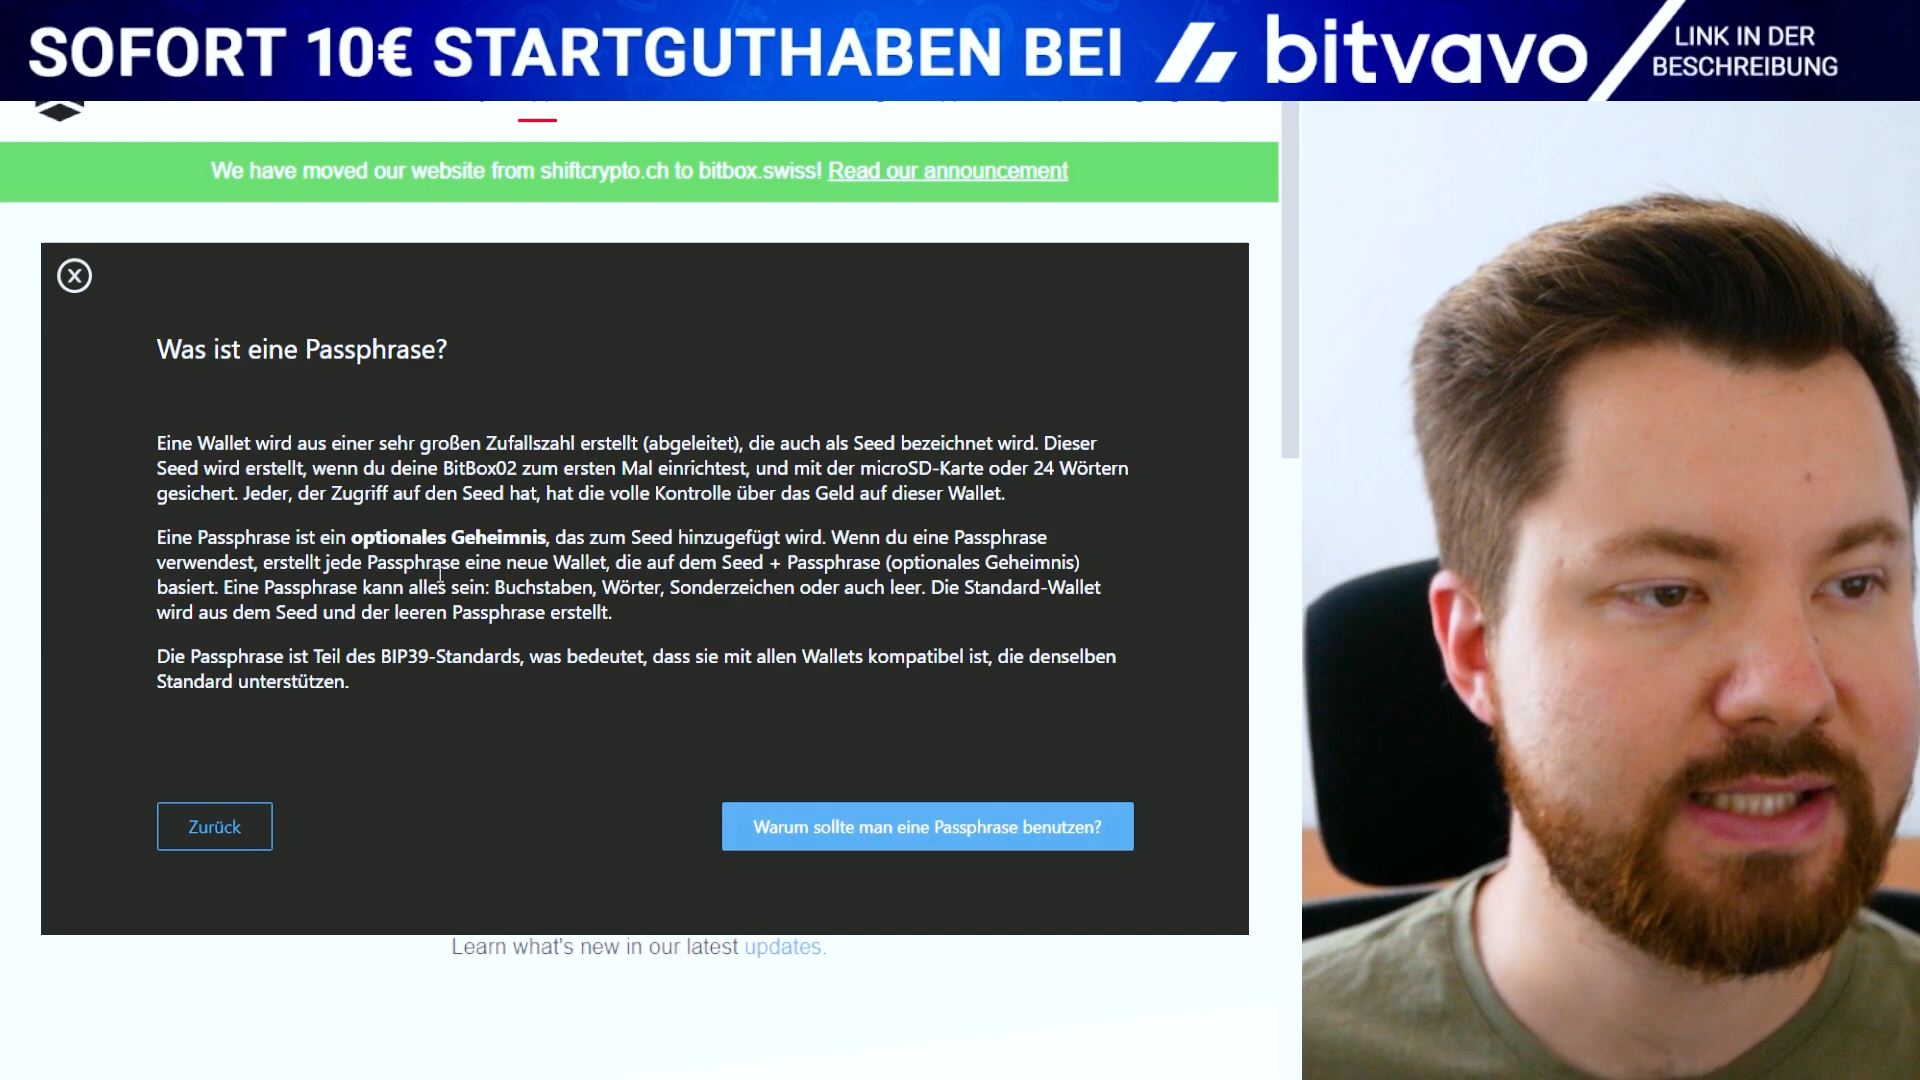 SOFORT 10€ STARTGUTHABEN BEI bitvavo
LINK IN DER
BESCHREIBUNG
We have moved our website from shiftcrypto.ch to bitbox.swiss! Read our announcement
Was ist eine Passphrase?
Eine Wallet wird aus einer sehr großen Zufallszahl erstellt (abgeleitet), die auch als Seed bezeichnet wird. Dieser
Seed wird erstellt, wenn du deine BitBox02 zum ersten Mal einrichtest, und mit der microSD-Karte oder 24 Wörtern
gesichert. Jeder, der Zugriff auf den Seed hat, hat die volle Kontrolle über das Geld auf dieser Wallet.
Eine Passphrase ist ein optionales Geheimnis, das zum Seed hinzugefügt wird. Wenn du eine Passphrase
verwendest, erstellt jede Passphrase eine neue Wallet, die auf dem Seed + Passphrase (optionales Geheimnis)
basiert. Eine Passphrase kann alles sein: Buchstaben, Wörter, Sonderzeichen oder auch leer. Die Standard-Wallet
wird aus dem Seed und der leeren Passphrase erstellt.
Die Passphrase ist Teil des BIP39-Standards, was bedeutet, dass sie mit allen Wallets kompatibel ist, die denselben
Standard unterstützen.
Zurück
Warum sollte man eine Passphrase benutzen?
Learn what's new in our latest updates.